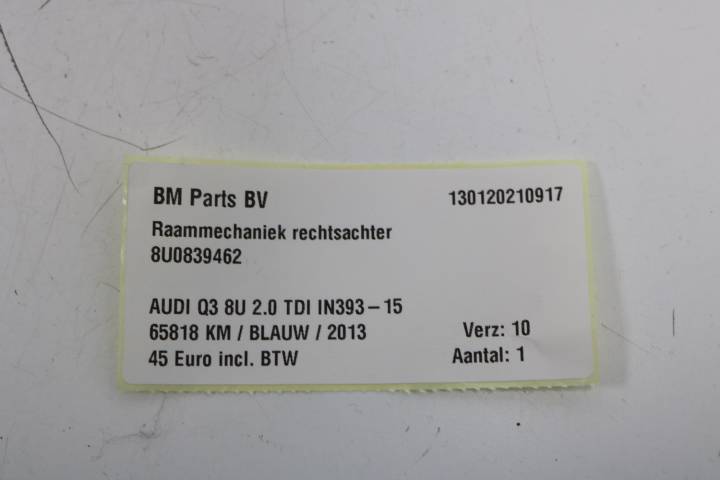 BM Parts BV 130120210917
Raammechaniek rechtsachter
8U0839462
AUDI Q3 8U 2.0 TDI IN393-15
65818 KM / BLAUW / 2013 Verz: 10
45 Euro incl. BTW Aantal: 1